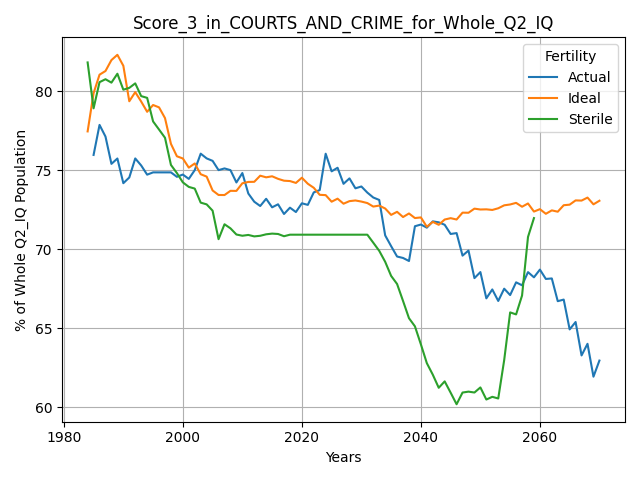 Score_3_in_COURTS_AND_CRIME_for_Whole_Q2_IQ
% of Whole Q2_IQ Population
80
75
70
65
60
1980
2000
2020
2040
2060
Years
Fertility
Actual
Ideal
Sterile